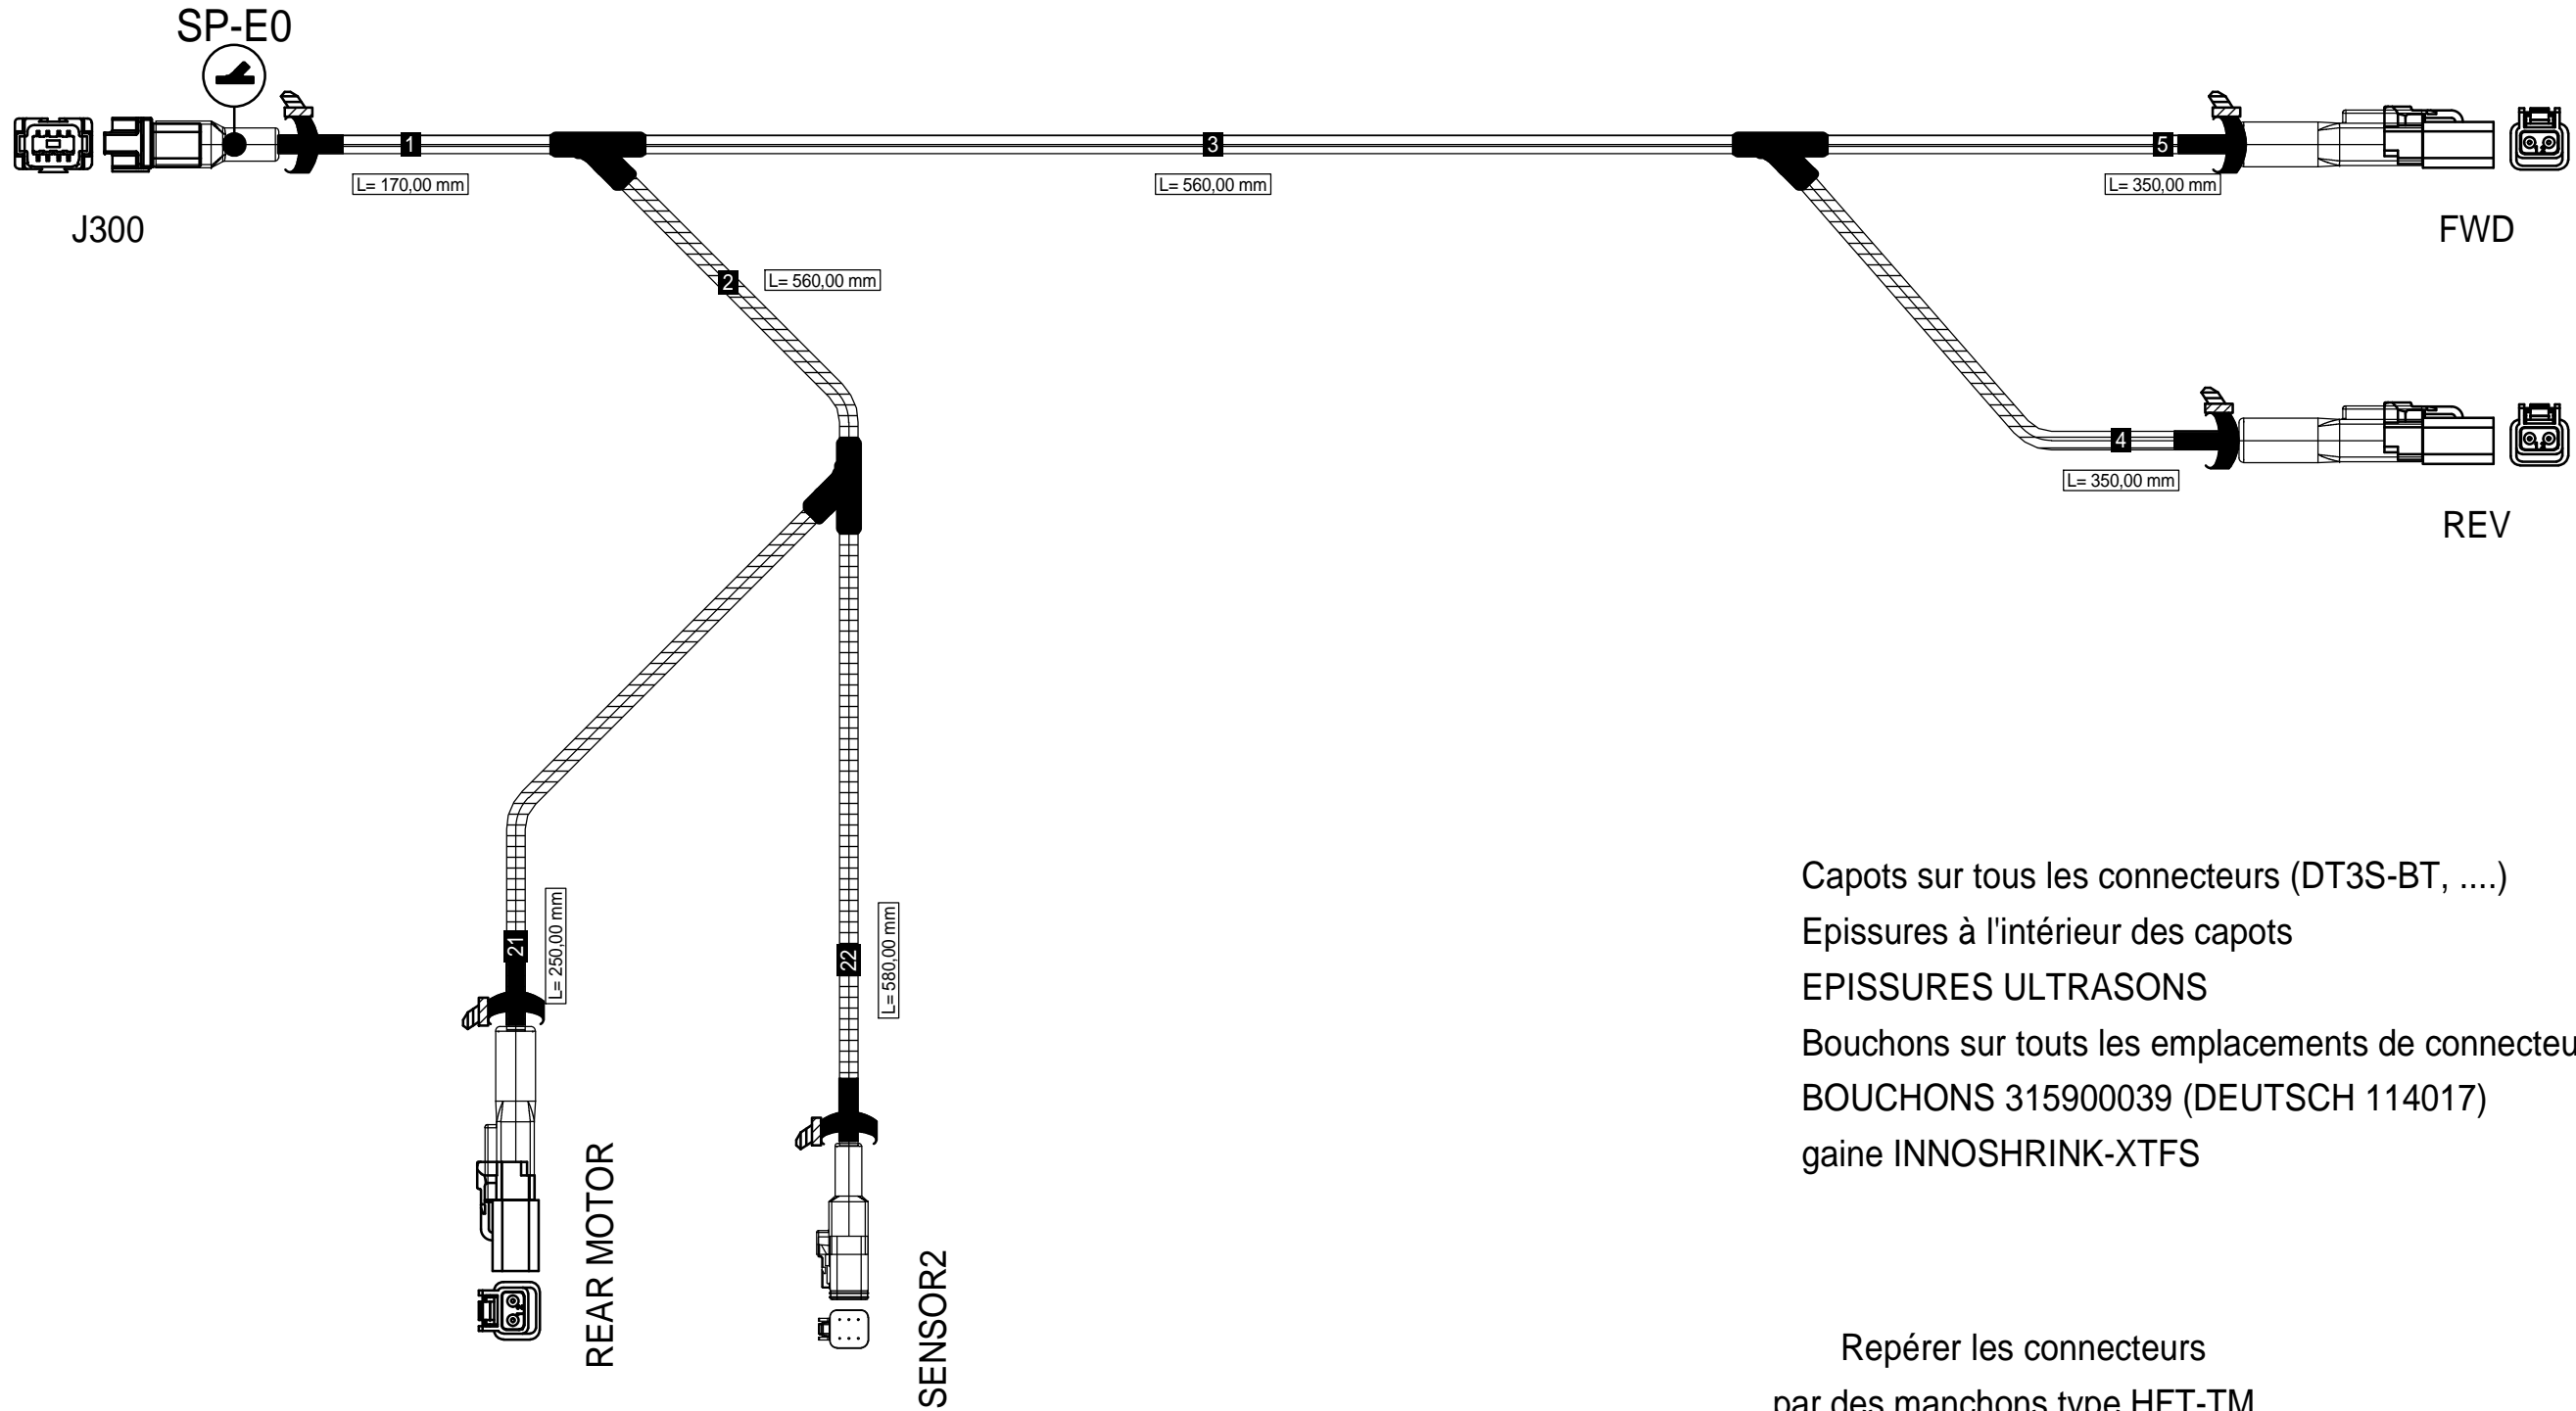 SP-E0
1
3
5
L= 170,00 mm
L= 560,00 mm
L= 350,00 mm
J300
FWD
2
L= 560,00 mm
4
L= 350,00 mm
REV
21
L= 250,00 mm
22
L= 580,00 mm
REAR MOTOR
SENSOR2
Capots sur tous les connecteurs (DT3S-BT, ....)
Epissures à l'intérieur des capots
EPISSURES ULTRASONS
Bouchons sur touts les emplacements de connecteu
BOUCHONS 315900039 (DEUTSCH 114017)
gaine INNOSHRINK-XTFS
Repérer les connecteurs
par des manchons type HFT-TM